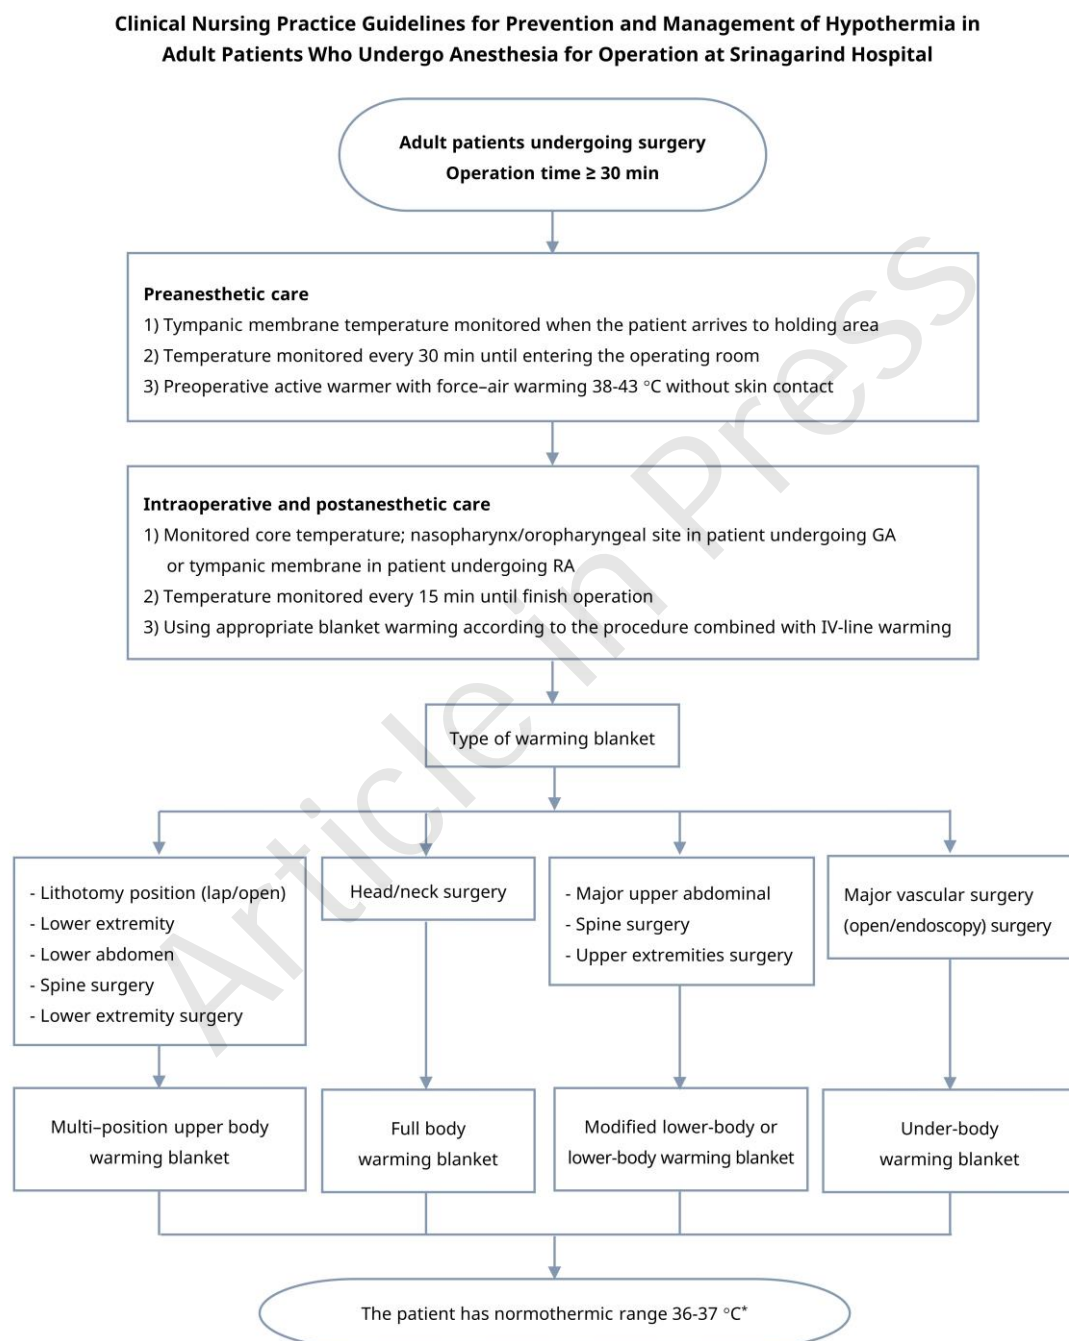 Clinical Nursing Practice Guidelines for Prevention and Management of Hypothermia in
Adult Patients Who Undergo Anesthesia for Operation at Srinagarind Hospital
Adult patients undergoing surgery
Operation time ≥ 30 min
Preanesthetic care
1) Tympanic membrane temperature monitored when the patient arrives to holding area
2) Temperature monitored every 30 min until entering the operating room
3) Preoperative active warmer with force–air warming 38-43 °C without skin contact
Intraoperative and postanesthetic care
1) Monitored core temperature; nasopharynx/oropharyngeal site in patient undergoing GA
or tympanic membrane in patient undergoing RA
2) Temperature monitored every 15 min until finish operation
3) Using appropriate blanket warming according to the procedure combined with IV-line warming
Type of warming blanket
- Lithotomy position (lap/open)
- Lower extremity
- Lower abdomen
- Spine surgery
- Lower extremity surgery
Head/neck surgery
- Major upper abdominal
- Spine surgery
- Upper extremities surgery
Major vascular surgery
(open/endoscopy) surgery
Multi–position upper body
warming blanket
Full body
warming blanket
Modified lower-body or
lower-body warming blanket
Under-body
warming blanket
The patient has normothermic range 36-37 °C*
Article in Press